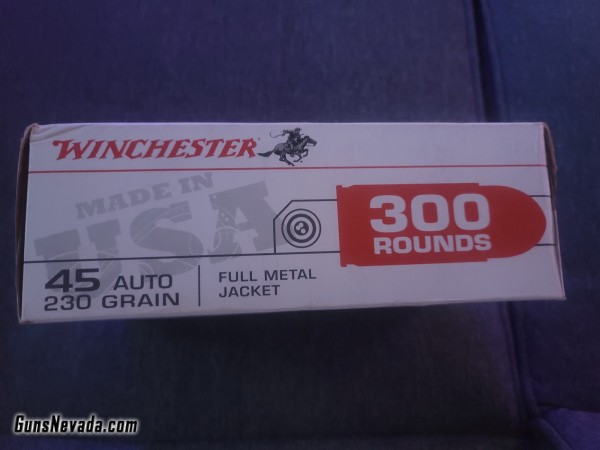 WINCHESTER
MADE IN
USA
300
ROUNDS
45 AUTO
230 GRAIN
FULL METAL
JACKET
GunsNevada.com